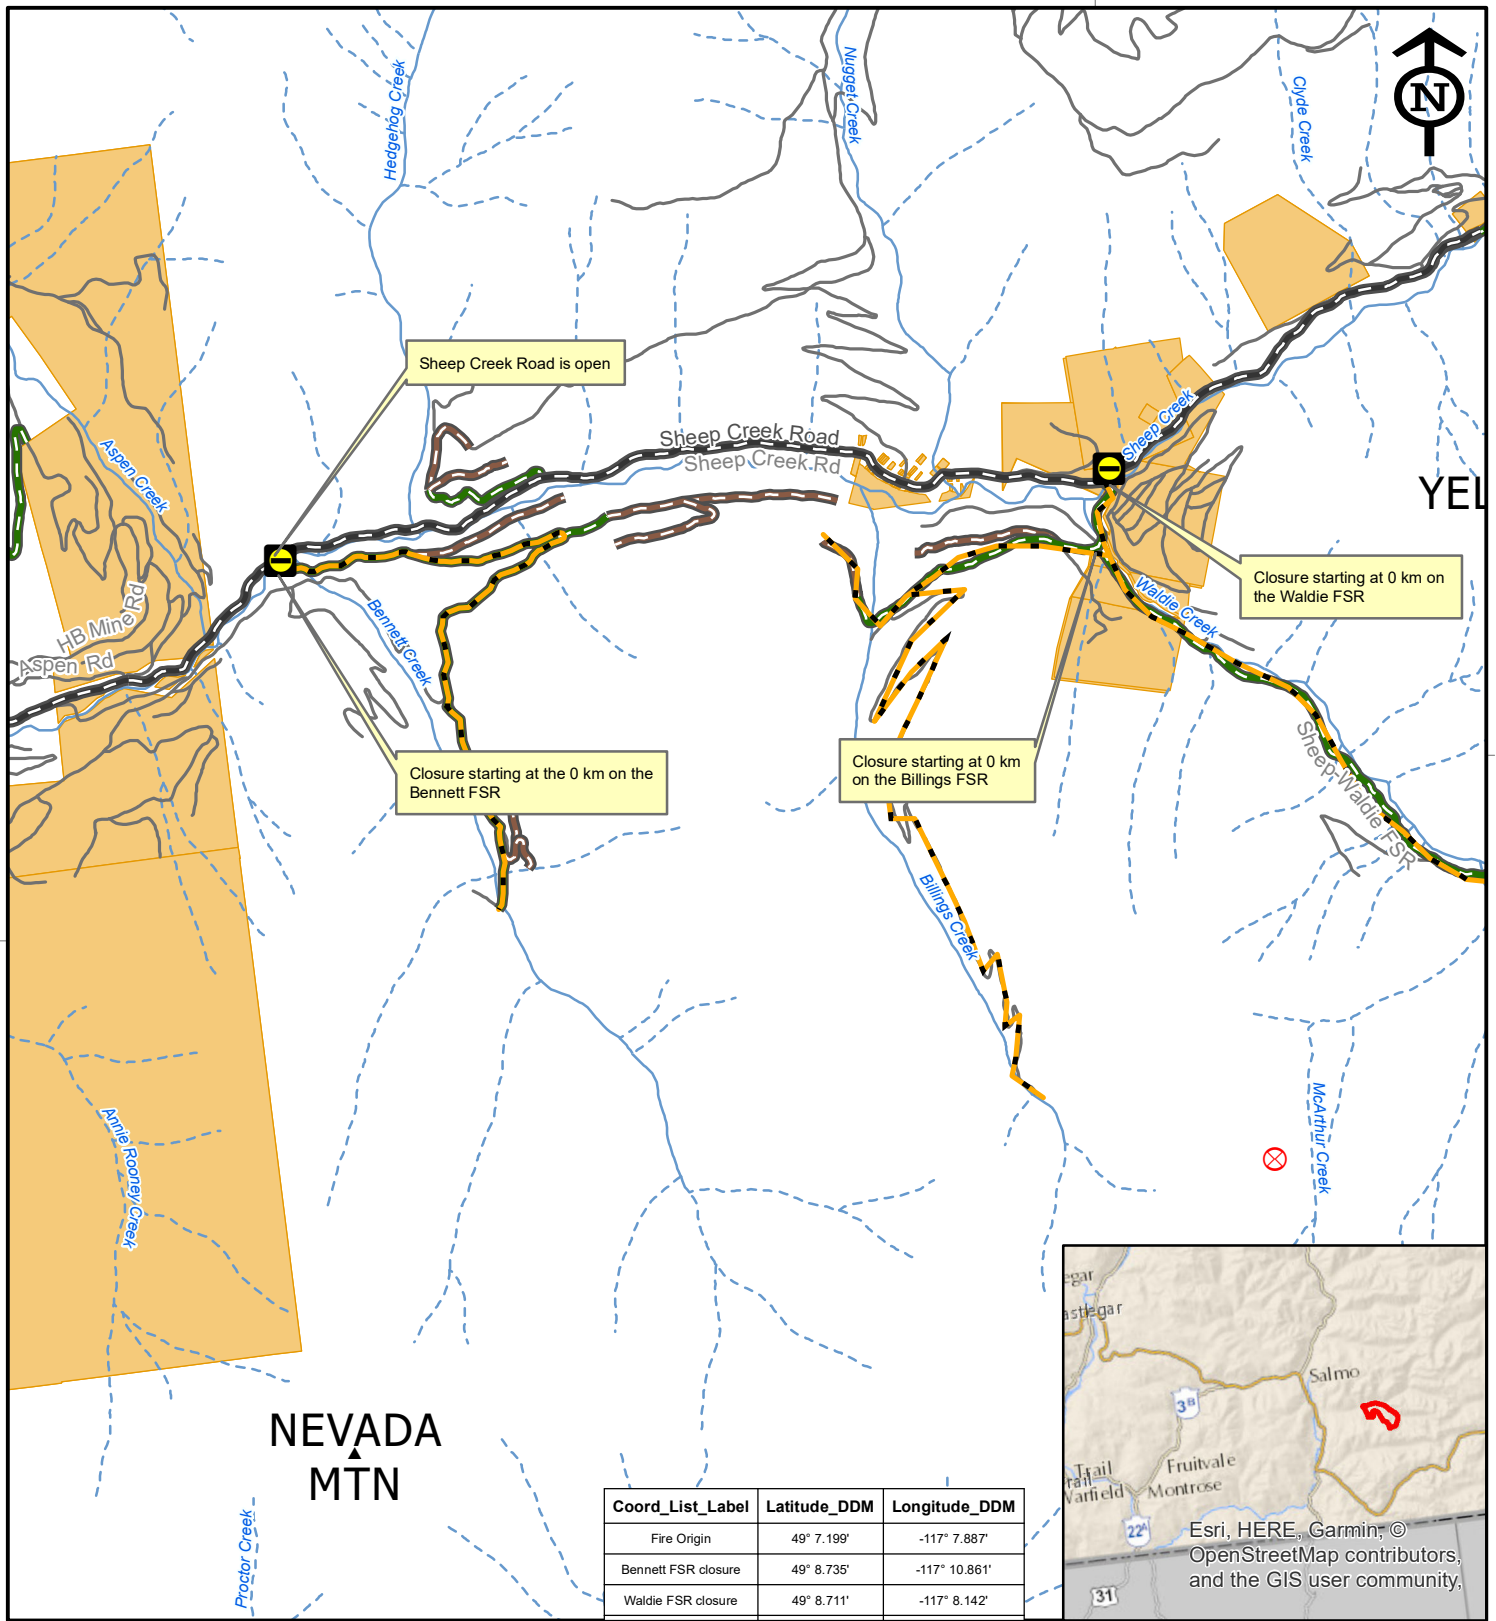 Hedgehog Creek
Nugget Creek
Clyde Creek
N
Sheep Creek Road is open
Sheep Creek Road
Sheep Creek Rd
Sheep Creek
Aspen Creek
YEL
Closure starting at 0 km on
the Waldie FSR
HB Mine Rd
Aspen Rd
Bennett Creek
Waldie Creek
Closure starting at the 0 km on the
Bennett FSR
Closure starting at 0 km
on the Billings FSR
Sheep-Waldie FSR
Billings Creek
Annie Rooney Creek
McArthur Creek
NEVADA
MTN
Proctor Creek
Coord_List_Label Latitude_DDM Longitude_DDM
Fire Origin 49° 7.199' -117° 7.887'
Bennett FSR closure 49° 8.735' -117° 10.861'
Waldie FSR closure 49° 8.711' -117° 8.142'
egar
astlegar
Salmo
3B
Trail
rail
Warfield
Fruitvale
Montrose
22A
31
Esri, HERE, Garmin, ©
OpenStreetMap contributors,
and the GIS user community,